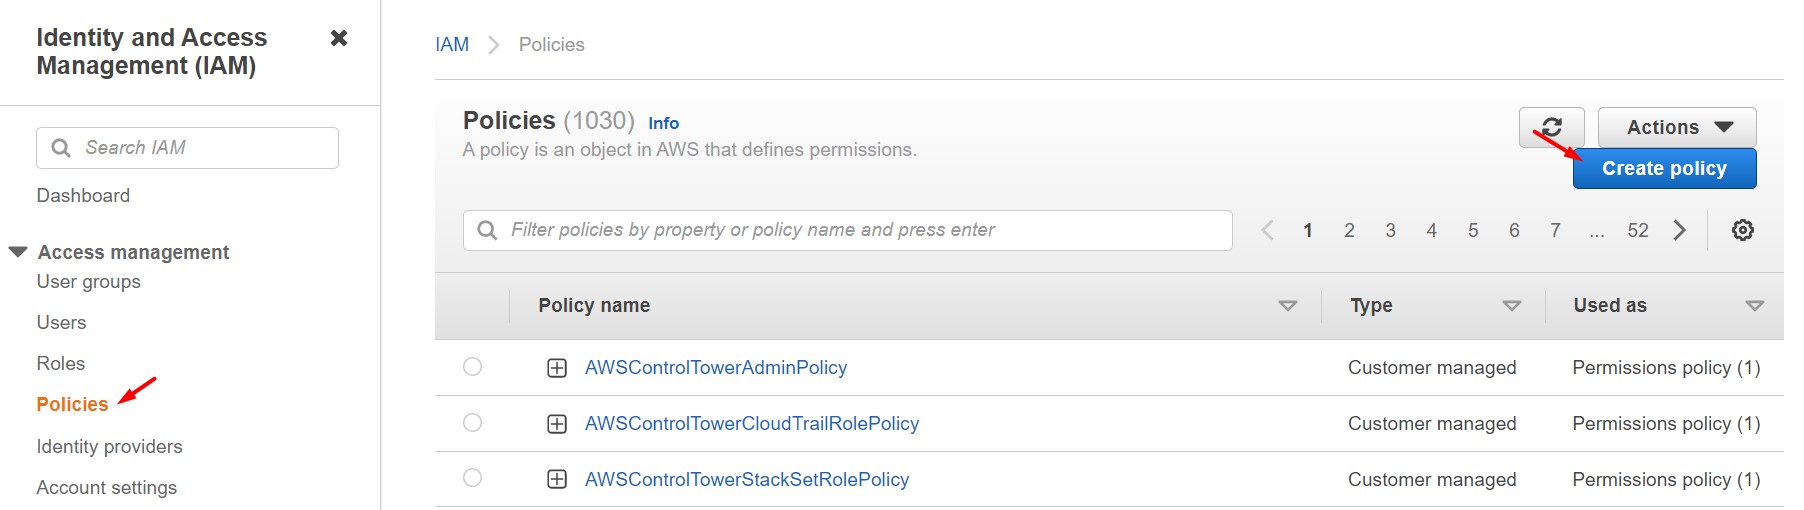 Identity and Access
Management (IAM)
Search IAM
Dashboard
Access management
User groups
Users
Roles
Policies
Identity providers
Account settings
IAM
Policies
Policies (1030) Info
A policy is an object in AWS that defines permissions.
Actions
Create policy
Filter policies by property or policy name and press enter
1 2 3 4 5 6 7 ... 52
Policy name Type Used as
AWSControlTowerAdminPolicy Customer managed Permissions policy (1)
AWSControlTowerCloudTrailRolePolicy Customer managed Permissions policy (1)
AWSControlTowerStackSetRolePolicy Customer managed Permissions policy (1)